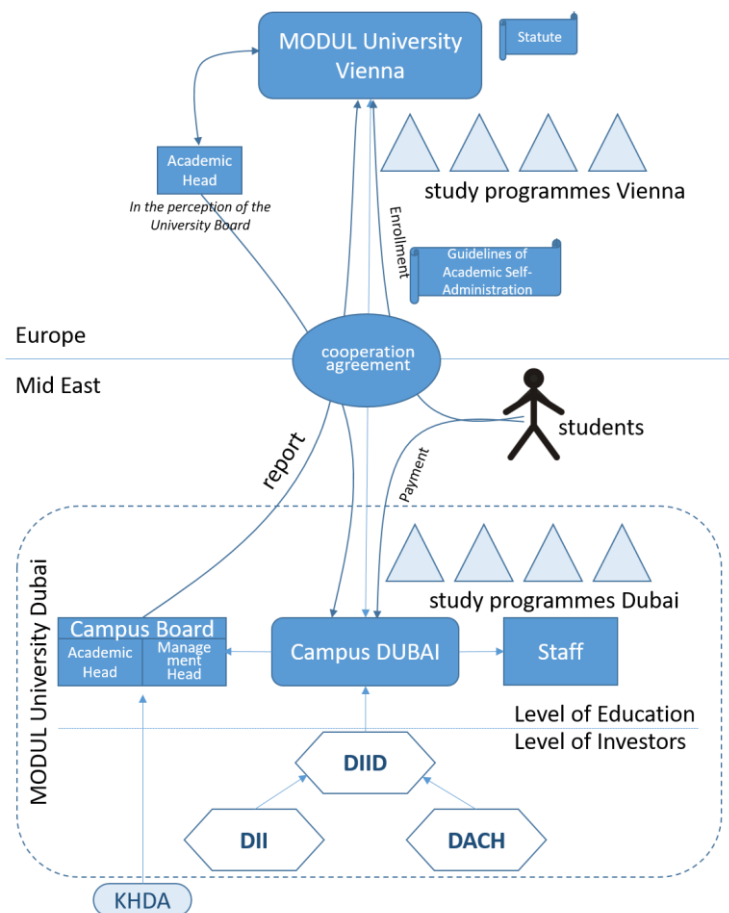 MODUL University
Vienna
Statute
Academic
Head
In the perception of the
University Board
study programmes Vienna
Enrollment
Guidelines of
Academic Self-
Administration
Europe
cooperation
agreement
Mid East
students
report
Payment
MODUL University Dubai
study programmes Dubai
Campus Board
Academic
Head
Manage
ment
Head
Campus DUBAI
Staff
Level of Education
Level of Investors
DIID
DII
DACH
KHDA